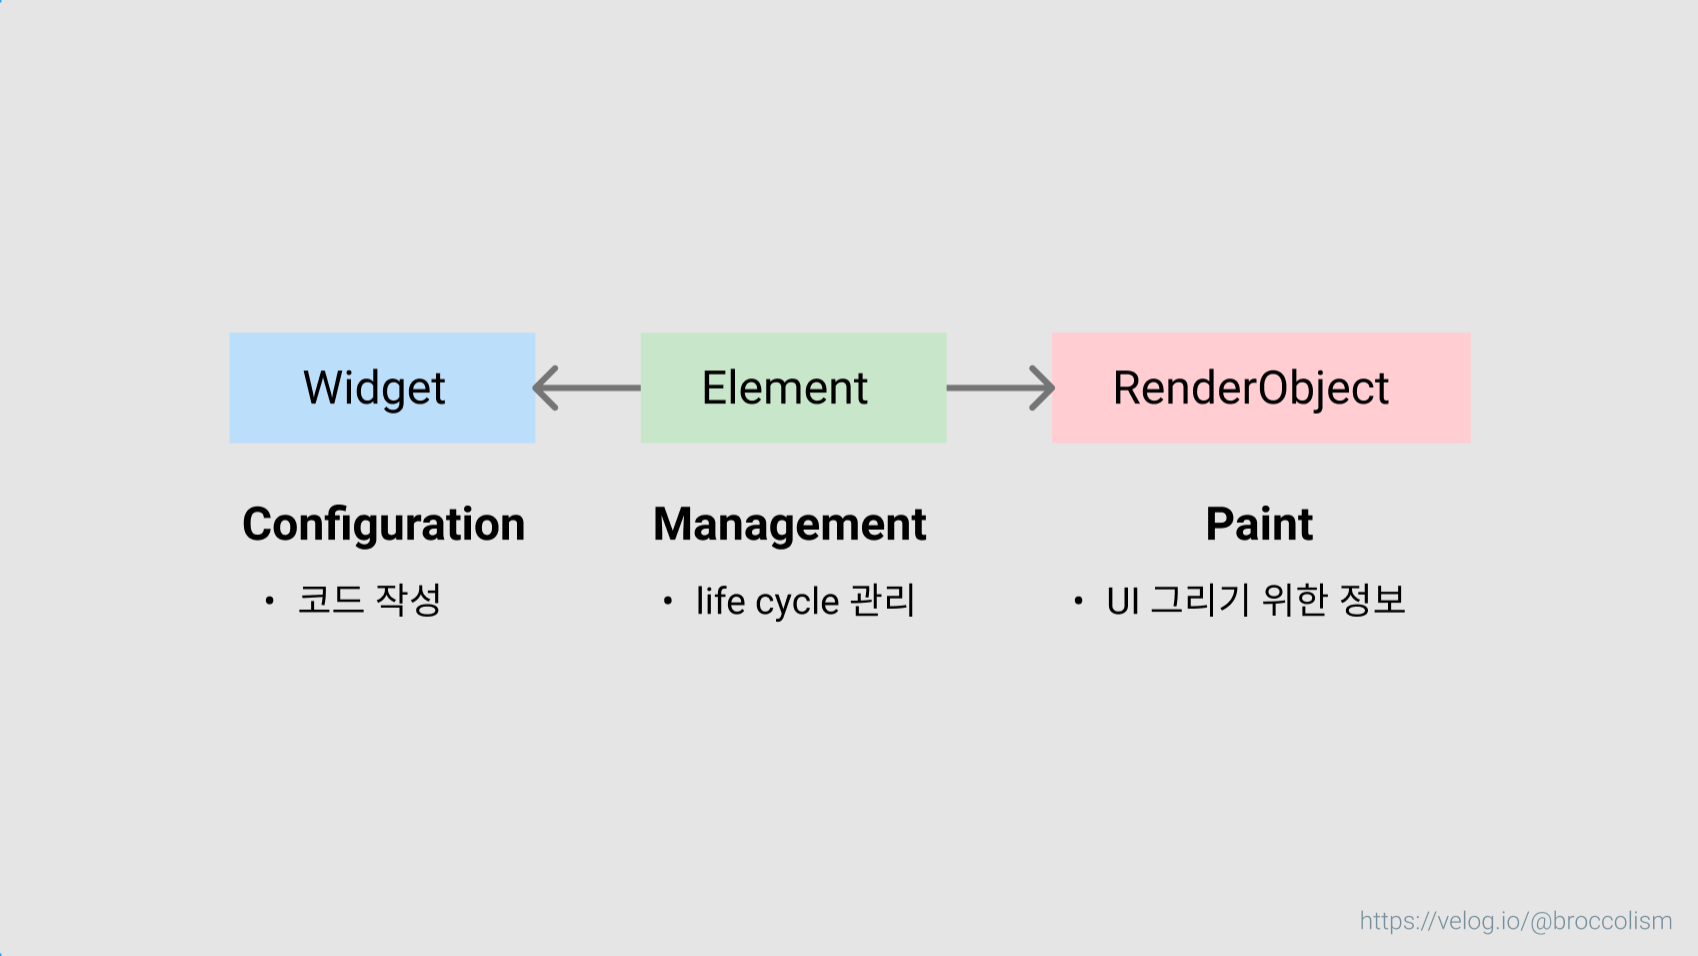 Widget
Element
RenderObject
Configuration
Management
Paint
• 코드 작성
• life cycle 관리
• UI 그리기 위한 정보
https://velog.io/@broccolism